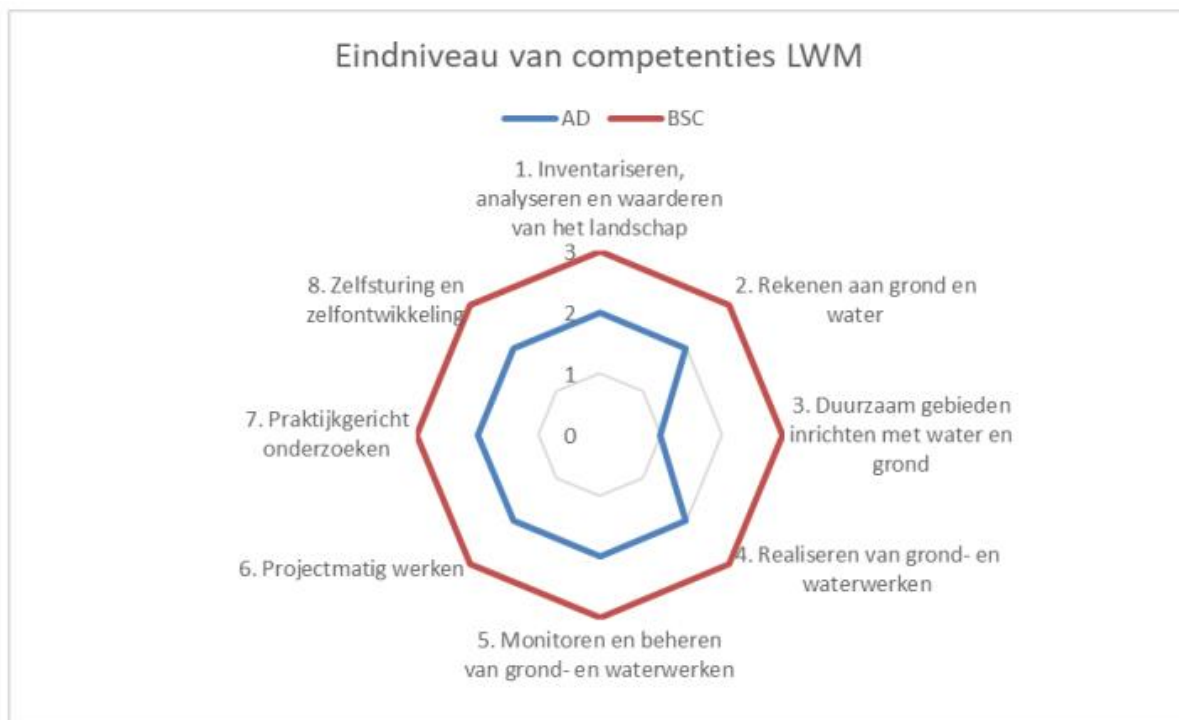 Eindniveau van competenties LWM
AD BSC
1. Inventariseren,
analyseren en waarderen
van het landschap
3
2
1
0
2. Rekenen aan grond en
water
3. Duurzaam gebieden
inrichten met water en
grond
4. Realiseren van grond- en
waterwerken
5. Monitoren en beheren
van grond- en waterwerken
6. Projectmatig werken
7. Praktijkgericht
onderzoeken
8. Zelfsturing en
zelfontwikkeling